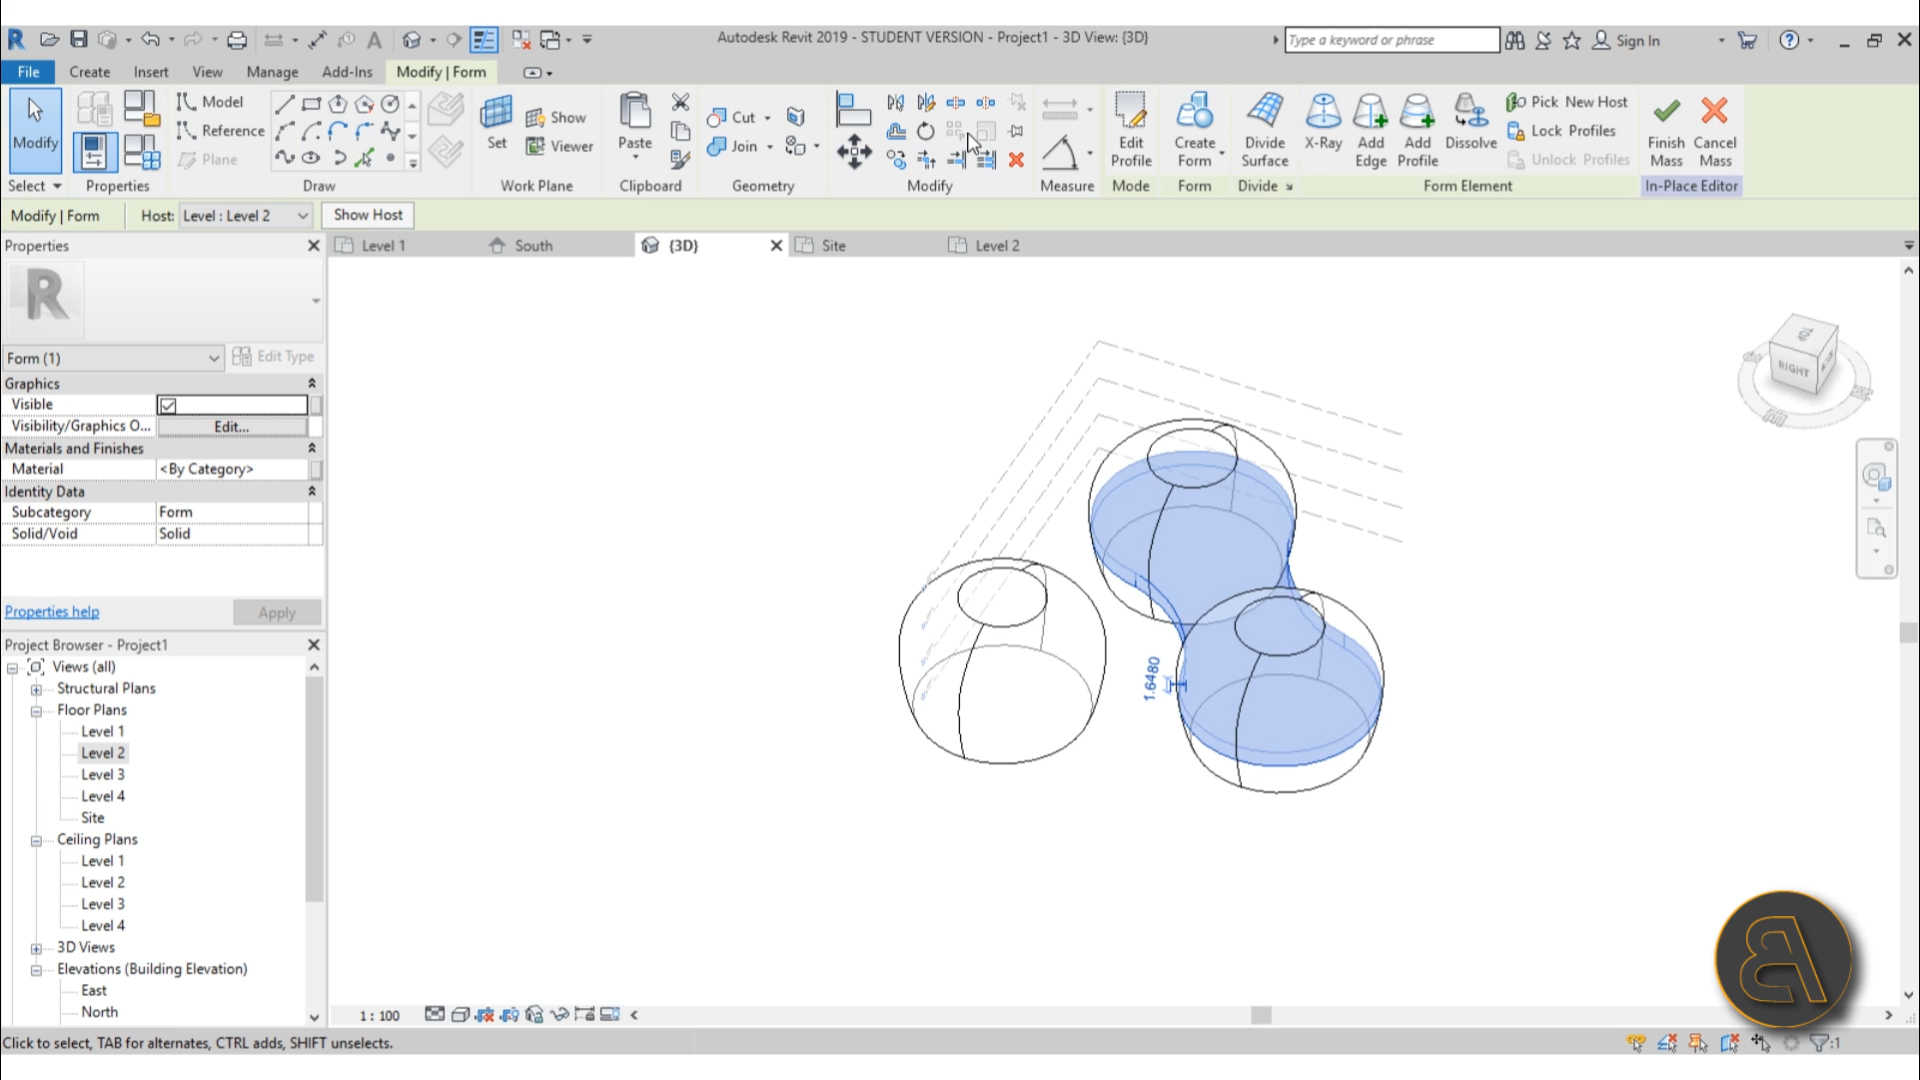 Autodesk Revit 2019 - STUDENT VERSION - Project1 - 3D View: {3D}
Type a keyword or phrase
Sign In
File Create Insert View Manage Add-Ins Modify | Form
Modify
Model
Reference
Plane
Set
Show
Viewer
Paste
Cut
Join
Edit Profile
Create Form
Divide Surface
X-Ray
Add Edge
Add Profile
Dissolve
Pick New Host
Lock Profiles
Unlock Profiles
Finish Mass
Cancel Mass
Select Properties Draw Work Plane Clipboard Geometry Modify Measure Mode Form Divide Form Element In-Place Editor
Modify | Form Host: Level : Level 2 Show Host
Properties
Level 1 South {3D} Site Level 2
R
Form (1) Edit Type
Graphics
Visible
Visibility/Graphics O... Edit...
Materials and Finishes
Material <By Category>
Identity Data
Subcategory Form
Solid/Void Solid
Properties help Apply
Project Browser - Project1
Views (all)
Structural Plans
Floor Plans
Level 1
Level 2
Level 3
Level 4
Site
Ceiling Plans
Level 1
Level 2
Level 3
Level 4
3D Views
Elevations (Building Elevation)
East
North
TOP
RIGHT
1.6480
1 : 100
Click to select, TAB for alternates, CTRL adds, SHIFT unselects.
:1